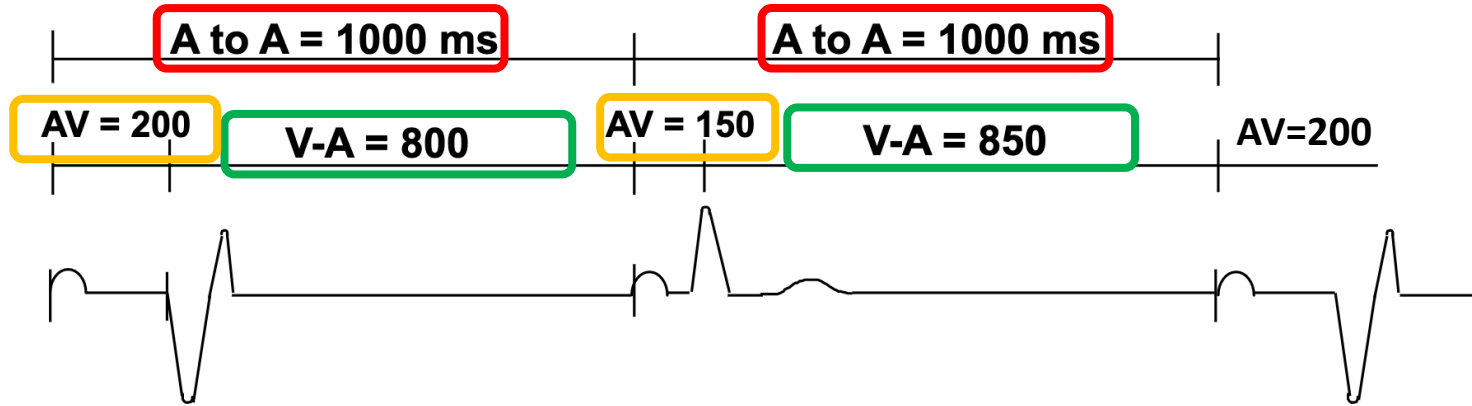 A to A = 1000 ms A to A = 1000 ms
AV = 200 V-A = 800 AV = 150 V-A = 850 AV=200